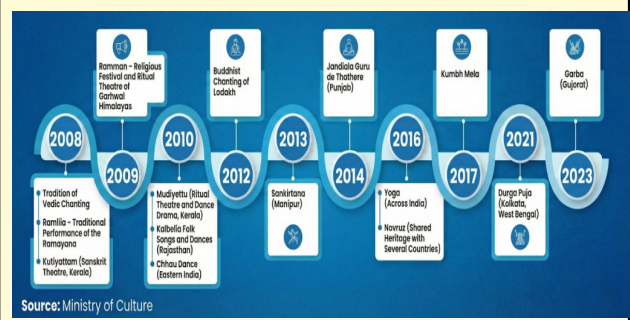 Ramman - Religious
Festival and Ritual
Theatre of
Garhwal
Himalayas
Buddhist
Chanting of
Lodakh
Jandiala Guru
de Thathere
(Punjab)
Kumbh Mela
Garba
(Gujorat)
2008
2009
2010
2012
2013
2014
2016
2017
2021
2023
Tradition of
Vedic Chanting
Ramliia - Traditional
Performance of the
Ramayana
Kutiyattam (Sanskrit
Theatre, Kerala)
Mudiyettu (Ritual
Theatre and Dance
Drama, Kerala)
Kalbelia Folk
Songs and Dances
(Rajasthan)
Chhau Dance
(Eastern India)
Sankirtana
(Manipur)
Yoga
(Across India)
Novruz (Shared
Heritage with
Several Countries)
Durga Puja
(Kolkata,
West Bengal)
Source: Ministry of Culture